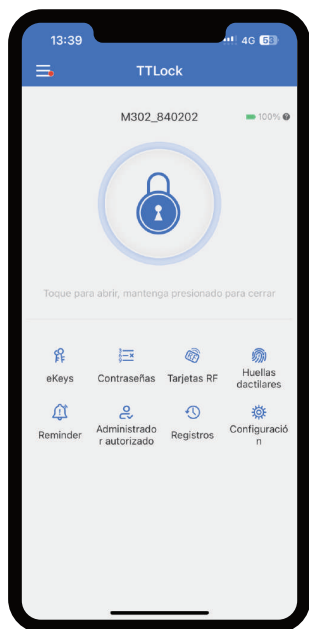 13:39 4G 63
TTLock
M302_840202 100%
Toque para abrir, mantenga presionado para cerrar
eKeys Contraseñas Tarjetas RF Huellas
dactilares
Reminder Administrado Registros Configuració
r autorizado n